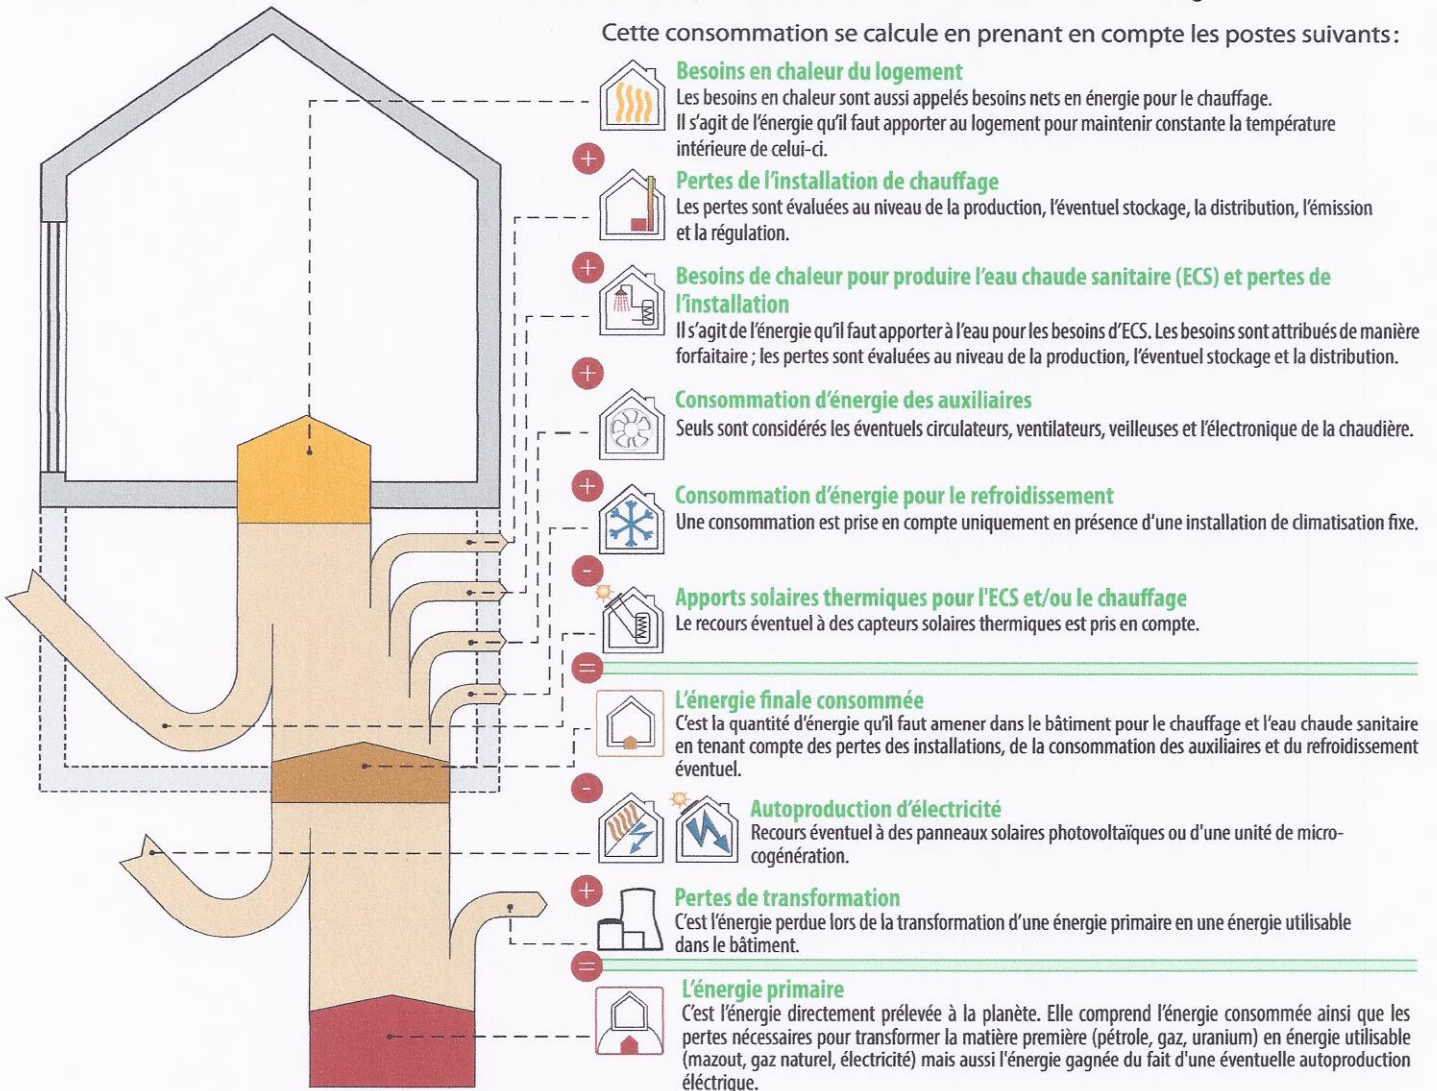 Cette consommation se calcule en prenant en compte les postes suivants:
Besoins en chaleur du logement
Les besoins en chaleur sont aussi appelés besoins nets en énergie pour le chauffage.
Il s'agit de l'énergie qu'il faut apporter au logement pour maintenir constante la température
intérieure de celui-ci.
+
Pertes de l'installation de chauffage
Les pertes sont évaluées au niveau de la production, l'éventuel stockage, la distribution, l'émission
et la régulation.
+
Besoins de chaleur pour produire l'eau chaude sanitaire (ECS) et pertes de
l'installation
Il s'agit de l'énergie qu'il faut apporter à l'eau pour les besoins d'ECS. Les besoins sont attribués de manière
forfaitaire ; les pertes sont évaluées au niveau de la production, l'éventuel stockage et la distribution.
+
Consommation d'énergie des auxiliaires
Seuls sont considérés les éventuels circulateurs, ventilateurs, veilleuses et l'électronique de la chaudière.
+
Consommation d'énergie pour le refroidissement
Une consommation est prise en compte uniquement en présence d'une installation de climatisation fixe.
-
Apports solaires thermiques pour l'ECS et/ou le chauffage
Le recours éventuel à des capteurs solaires thermiques est pris en compte.
=
L'énergie finale consommée
C'est la quantité d'énergie qu'il faut amener dans le bâtiment pour le chauffage et l'eau chaude sanitaire
en tenant compte des pertes des installations, de la consommation des auxiliaires et du refroidissement
éventuel.
-
Autoproduction d'électricité
Recours éventuel à des panneaux solaires photovoltaïques ou d'une unité de micro-
cogénération.
+
Pertes de transformation
C'est l'énergie perdue lors de la transformation d'une énergie primaire en une énergie utilisable
dans le bâtiment.
=
L'énergie primaire
C'est l'énergie directement prélevée à la planète. Elle comprend l'énergie consommée ainsi que les
pertes nécessaires pour transformer la matière première (pétrole, gaz, uranium) en énergie utilisable
(mazout, gaz naturel, électricité) mais aussi l'énergie gagnée du fait d'une éventuelle autoproduction
éléctrique.